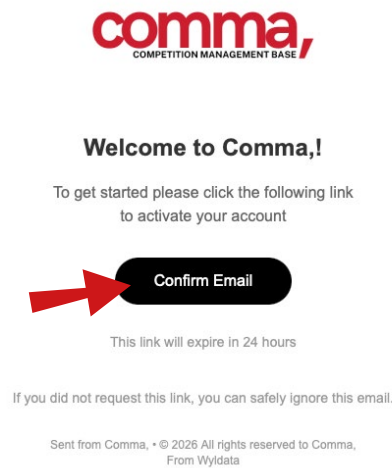 comma,
COMPETITION MANAGEMENT BASE
Welcome to Comma,!
To get started please click the following link
to activate your account
Confirm Email
This link will expire in 24 hours
If you did not request this link, you can safely ignore this email.
Sent from Comma, • © 2026 All rights reserved to Comma,
From Wyldata